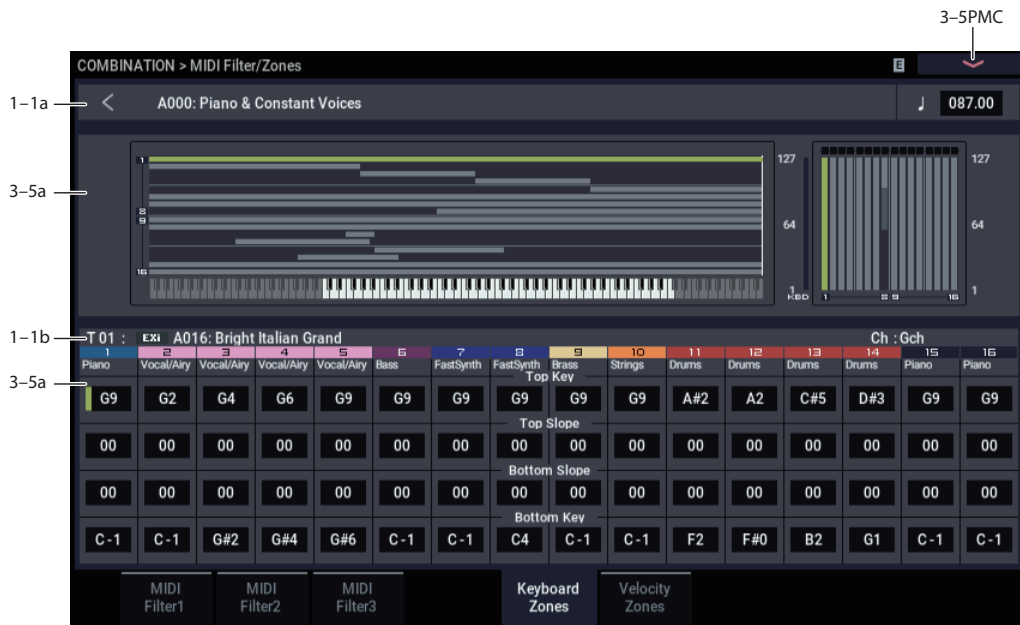 3–5PMC
COMBINATION > MIDI Filter/Zones
E
1–1a
A000: Piano & Constant Voices
♩ 087.00
3–5a
1
8
9
16
127
64
1
KBD
1 8 9 16
127
64
1
1–1b
T 01 : EXi A016: Bright Italian Grand
Ch : Gch
1 2 3 4 5 6 7 8 9 10 11 12 13 14 15 16
Piano Vocal/Airy Vocal/Airy Vocal/Airy Vocal/Airy Bass FastSynth FastSynth Brass Strings Drums Drums Drums Drums Piano Piano
3–5a
Top Key
G9 G2 G4 G6 G9 G9 G9 G9 G9 G9 A#2 A2 C#5 D#3 G9 G9
Top Slope
00 00 00 00 00 00 00 00 00 00 00 00 00 00 00 00
Bottom Slope
00 00 00 00 00 00 00 00 00 00 00 00 00 00 00 00
Bottom Key
C-1 C-1 G#2 G#4 G#6 C-1 C-1 C4 C-1 C-1 F2 F#0 B2 G1 C-1 C-1
MIDI Filter1
MIDI Filter2
MIDI Filter3
Keyboard Zones
Velocity Zones